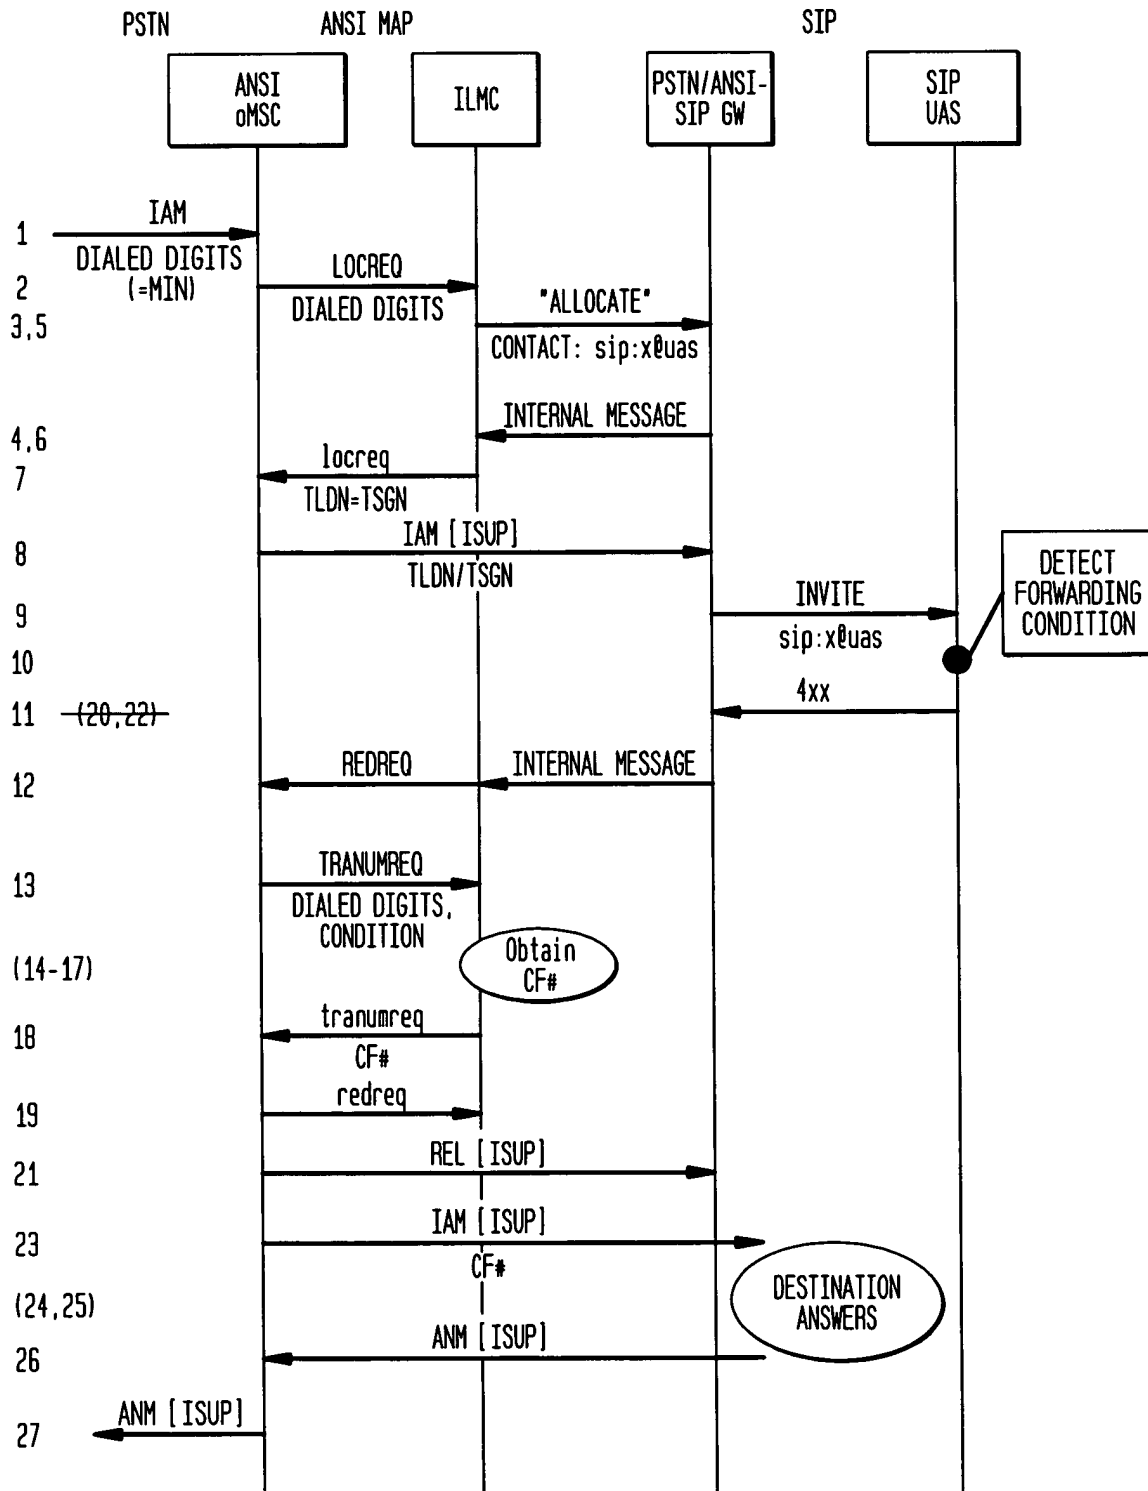 PSTN ANSI MAP SIP
ANSI
oMSC
ILMC
PSTN/ANSI-
SIP GW
SIP
UAS
IAM
1
DIALED DIGITS
(=MIN)
LOCREQ
2
DIALED DIGITS
"ALLOCATE"
3,5
CONTACT: sip:x@uas
INTERNAL MESSAGE
4,6
locreq
7
TLDN=TSGN
IAM [ISUP]
8
TLDN/TSGN
DETECT
FORWARDING
CONDITION
INVITE
9
sip:x@uas
10
4xx
11 (20,22)
REDREQ INTERNAL MESSAGE
12
TRANUMREQ
13
DIALED DIGITS,
CONDITION
(14-17)
Obtain
CF#
tranumreq
18
CF#
redreq
19
REL [ISUP]
21
IAM [ISUP]
23
CF#
(24,25)
DESTINATION
ANSWERS
ANM [ISUP]
26
ANM [ISUP]
27